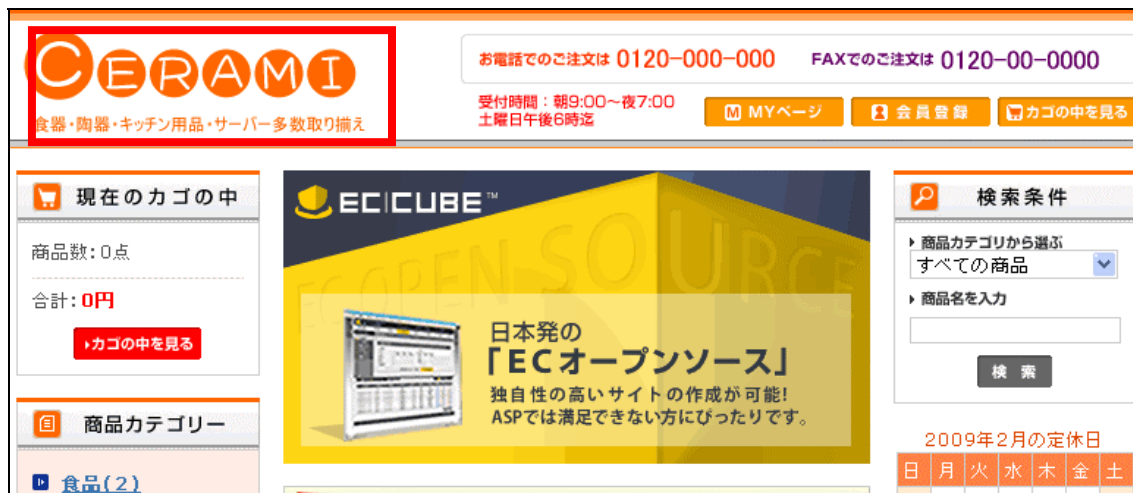 CERAMI
食器・陶器・キッチン用品・サーバー多数取り揃え
お電話でのご注文は 0120-000-000 FAXでのご注文は 0120-00-0000
受付時間：朝9:00～夜7:00
土曜日午後6時迄
M MYページ 会員登録 カゴの中を見る
現在のカゴの中
商品数:0点
合計:0円
カゴの中を見る
商品カテゴリー
食品(2)
EC CUBE™
EC OPEN SOURCE
日本発の
「ECオープンソース」
独自性の高いサイトの作成が可能!
ASPでは満足できない方にぴったりです。
検索条件
商品カテゴリから選ぶ
すべての商品
商品名を入力
検 索
2009年2月の定休日
日 月 火 水 木 金 土